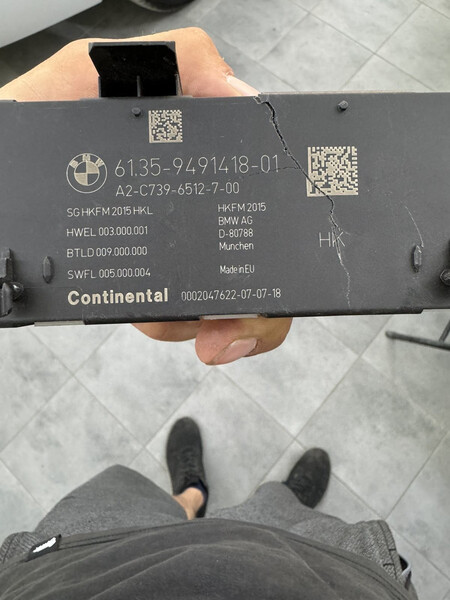 BMW
61.35-9491418-01
A2-C739-6512-7-00
SG HKFM 2015 HKL
HWEL 003.000.001
BTLD 009.000.000
SWFL 005.000.004
HKFM 2015
BMW AG
D-80788
Munchen
Made in EU
HK
Continental 0002047622-07-07-18